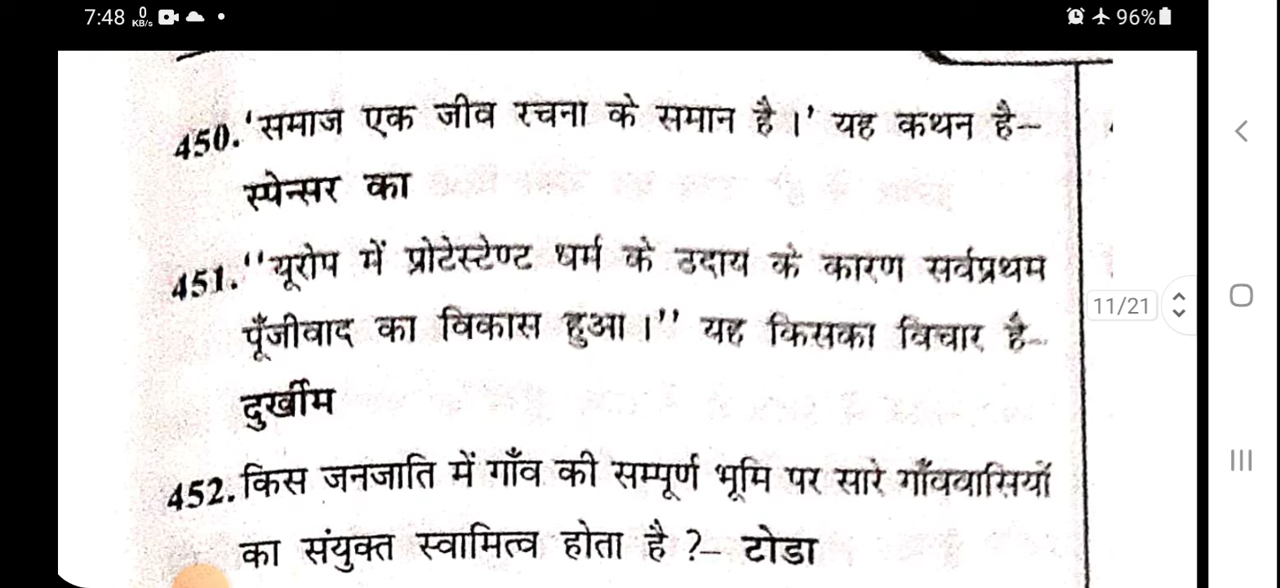 7:48 0 KB/s
96%
450. 'समाज एक जीव रचना के समान है।' यह कथन है–
स्पेन्सर का
451. ''यूरोप में प्रोटेस्टेण्ट धर्म के उदाय के कारण सर्वप्रथम
पूँजीवाद का विकास हुआ।'' यह किसका विचार है–
दुर्खीम
11/21
452. किस जनजाति में गाँव की सम्पूर्ण भूमि पर सारे गाँववासियों
का संयुक्त स्वामित्व होता है ?– टोडा